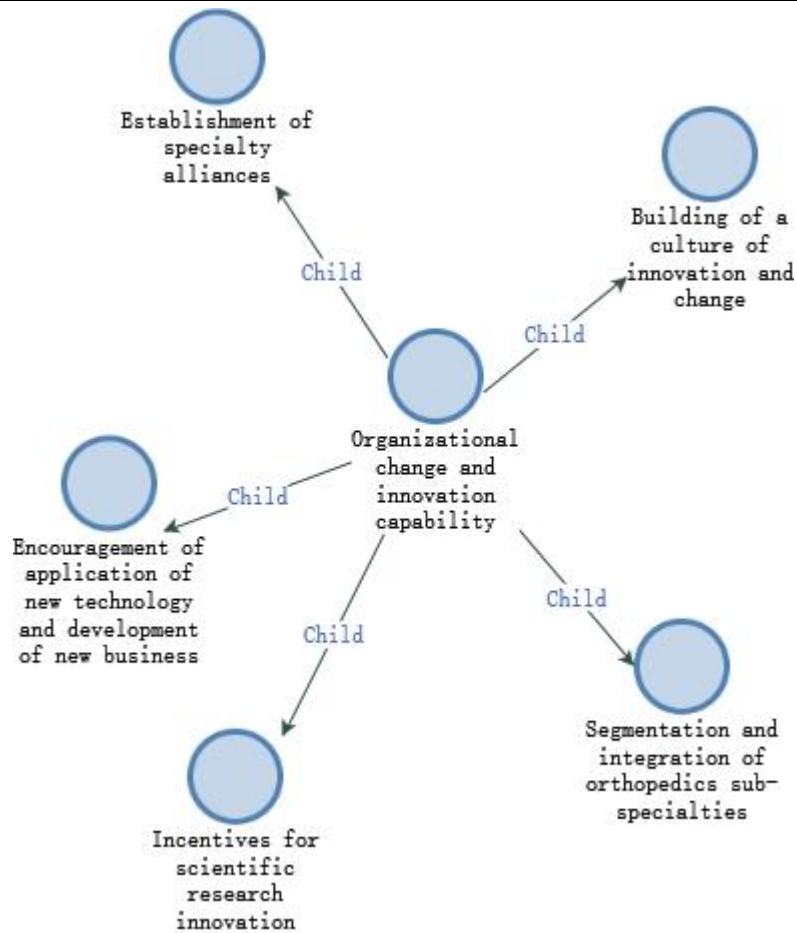 Establishment of
specialty
alliances
Building of a
culture of
innovation and
change
Child
Child
Organizational
change and
innovation
capability
Child
Encouragement of
application of
new technology
and development
of new business
Child
Child
Segmentation and
integration of
orthopedics sub-
specialties
Incentives for
scientific
research
innovation